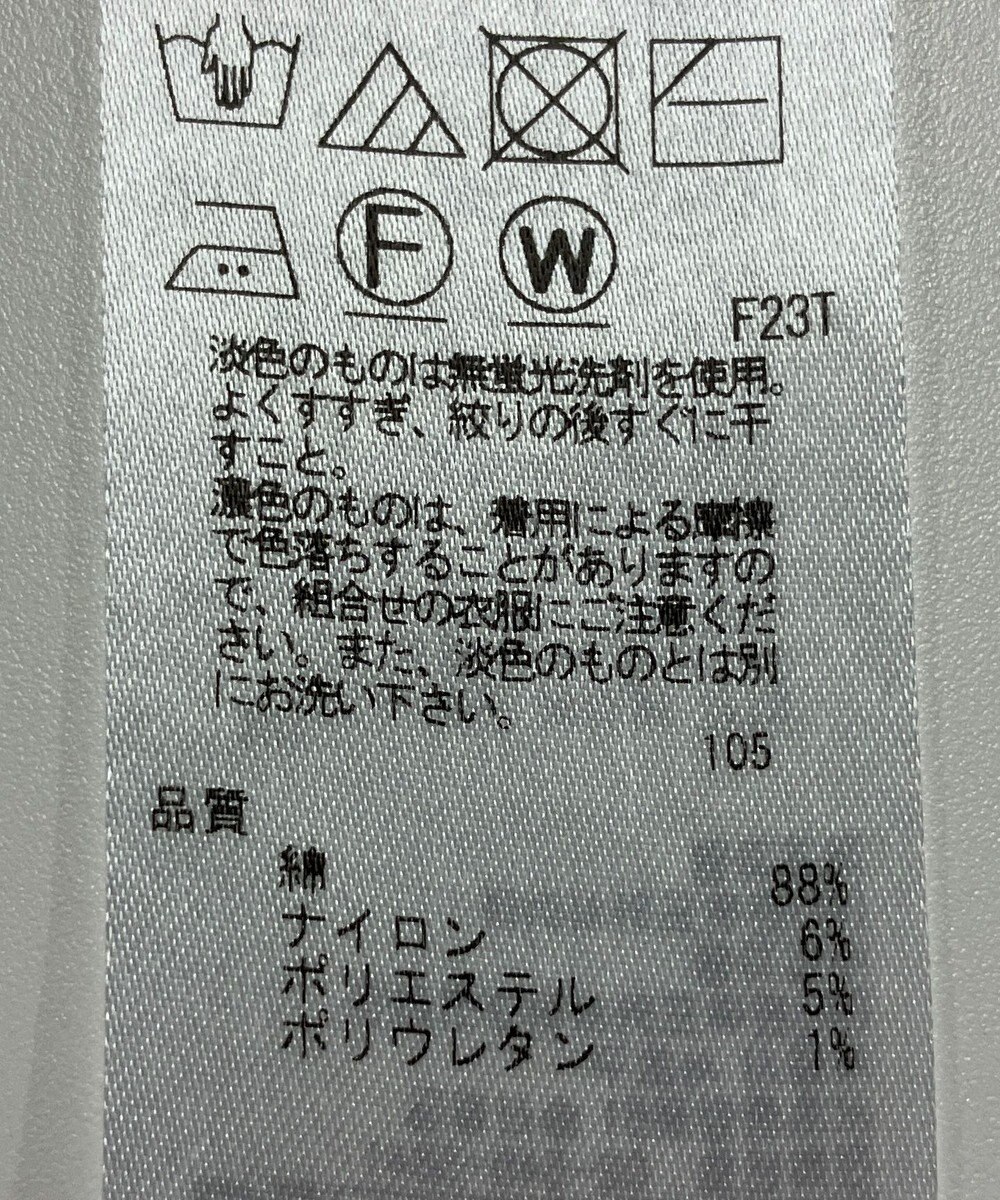 F
W
F23T
淡色のものは無蛍光洗剤を使用。
よくすすぎ、絞りの後すぐに干
すこと。
濃色のものは、着用による摩擦
で色落ちすることがありますの
で、組合せの衣服にご注意くだ
さい。また、淡色のものとは別
にお洗い下さい。
105
品質
綿 88%
ナイロン 6%
ポリエステル 5%
ポリウレタン 1%